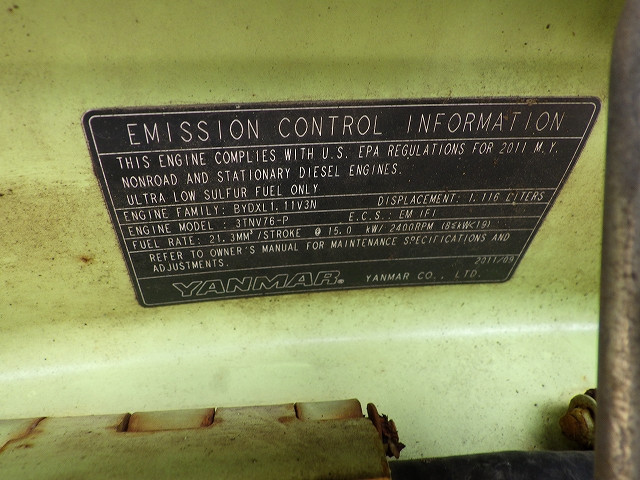 EMISSION CONTROL INFORMATION
THIS ENGINE COMPLIES WITH U.S. EPA REGULATIONS FOR 2011 M.Y.
NONROAD AND STATIONARY DIESEL ENGINES.
ULTRA LOW SULFUR FUEL ONLY
ENGINE FAMILY: BYDXL1.11V3N DISPLACEMENT: 1.116 LITERS
ENGINE MODEL: 3TNV76-P E.C.S.: EM IFI
FUEL RATE: 21.3MM³/STROKE @ 15.0 kW/ 2400RPM (8≤kW<19)
REFER TO OWNER'S MANUAL FOR MAINTENANCE SPECIFICATIONS AND
ADJUSTMENTS. 2011/09
YANMAR® YANMAR CO., LTD.